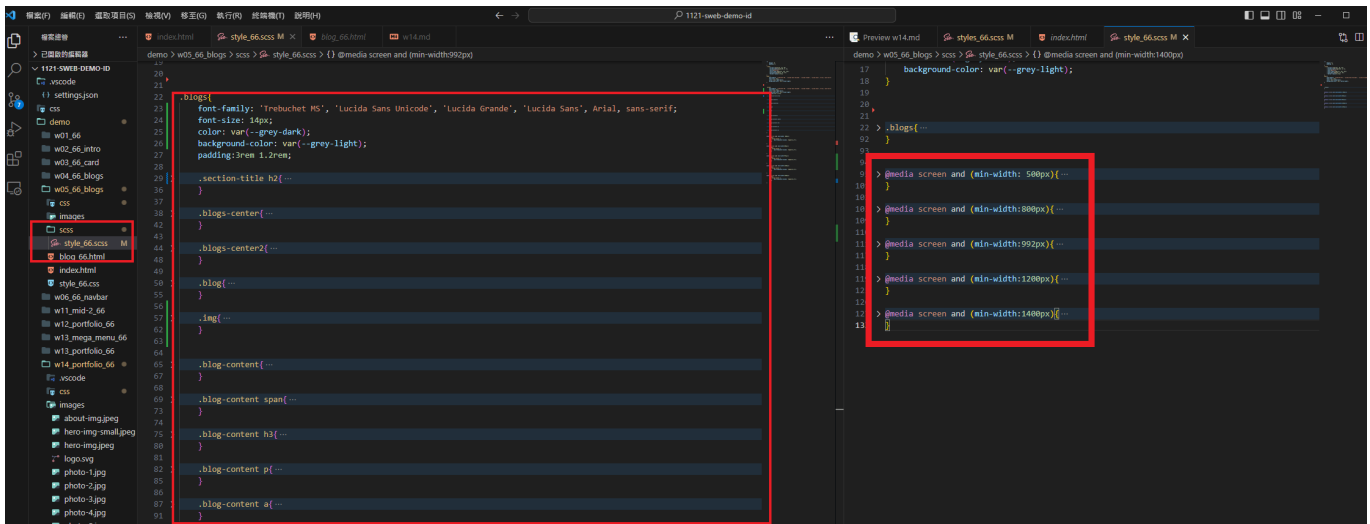 檔案(F) 編輯(E) 選取項目(S) 檢視(V) 移至(G) 執行(R) 終端機(T) 說明(H)
1121-sweb-demo-id
檔案總管
已開啟的編輯器
1121-SWEB-DEMO-ID
.vscode
settings.json
css
demo
w01_66
w02_66_intro
w03_66_card
w04_66_blogs
w05_66_blogs
css
images
scss
style_66.scss M
blog_66.html
index.html
style_66.css
w06_66_navbar
w11_mid-2_66
w12_portfolio_66
w13_mega_menu_66
w13_portfolio_66
w14_portfolio_66
.vscode
css
images
about-img.jpeg
hero-img-small.jpeg
hero-img.jpeg
logo.svg
photo-1.jpg
photo-2.jpg
photo-3.jpg
photo-4.jpg
index.html style_66.scss M blog_66.html w14.md
demo > w05_66_blogs > scss > style_66.scss > {} @media screen and (min-width:992px)
19
20
21
22 .blogs{
23 font-family: 'Trebuchet MS', 'Lucida Sans Unicode', 'Lucida Grande', 'Lucida Sans', Arial, sans-serif;
24 font-size: 14px;
25 color: var(--grey-dark);
26 background-color: var(--grey-light);
27 padding:3rem 1.2rem;
28
29 .section-title h2{ ...
36 }
37
38 .blogs-center{ ...
42 }
43
44 .blogs-center2{ ...
48 }
49
50 .blog{ ...
55 }
56
57 .img{ ...
62 }
63
64
65 .blog-content{ ...
67 }
68
69 .blog-content span{ ...
73 }
74
75 .blog-content h3{ ...
80 }
81
82 .blog-content p{ ...
85 }
86
87 .blog-content a{ ...
91 }
Preview w14.md styles_66.scss M index.html style_66.scss M
demo > w05_66_blogs > scss > style_66.scss > {} @media screen and (min-width:1400px)
17 background-color: var(--grey-light);
18 }
19
20
21
22 > .blogs{ ...
92 }
93
> @media screen and (min-width: 500px){ ...
}
> @media screen and (min-width:800px){ ...
}
> @media screen and (min-width:992px){ ...
}
> @media screen and (min-width:1200px){ ...
}
> @media screen and (min-width:1400px){ ...
}